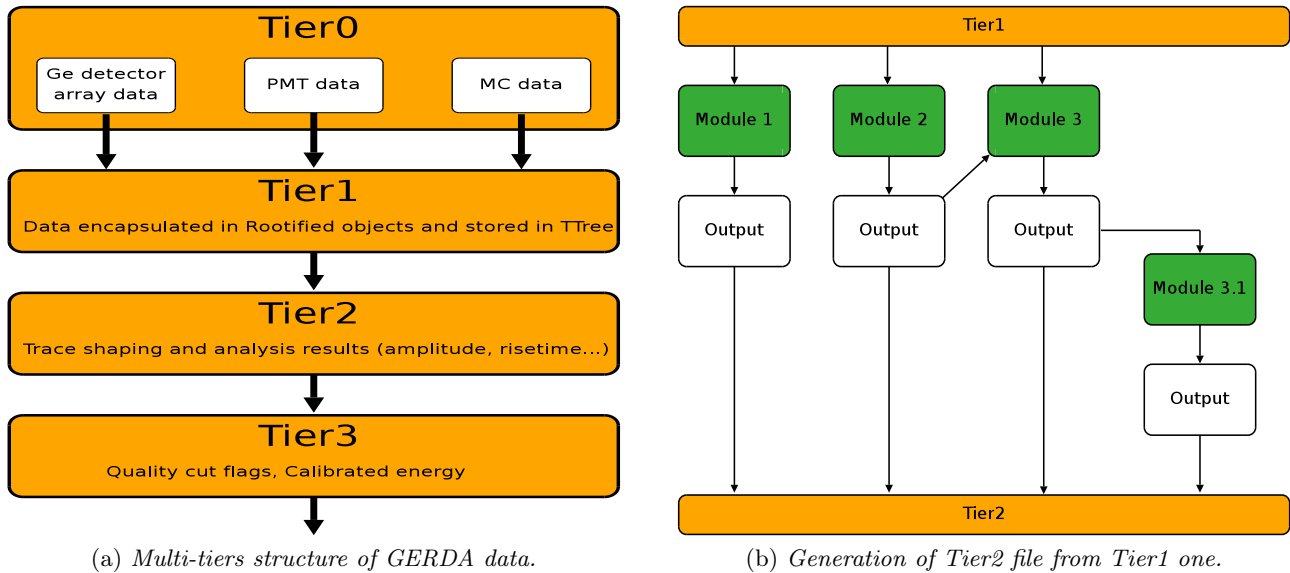 Tier0
Ge detector
array data
PMT data
MC data
Tier1
Data encapsulated in Rootified objects and stored in TTree
Tier2
Trace shaping and analysis results (amplitude, risetime...)
Tier3
Quality cut flags, Calibrated energy
(a) Multi-tiers structure of GERDA data.
Tier1
Module 1
Module 2
Module 3
Output
Output
Output
Module 3.1
Output
Tier2
(b) Generation of Tier2 file from Tier1 one.